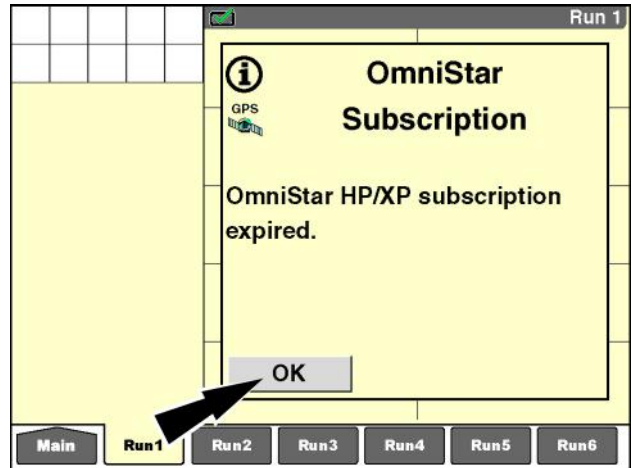 Run 1
OmniStar
GPS
Subscription
OmniStar HP/XP subscription
expired.
OK
Main
Run1
Run2
Run3
Run4
Run5
Run6